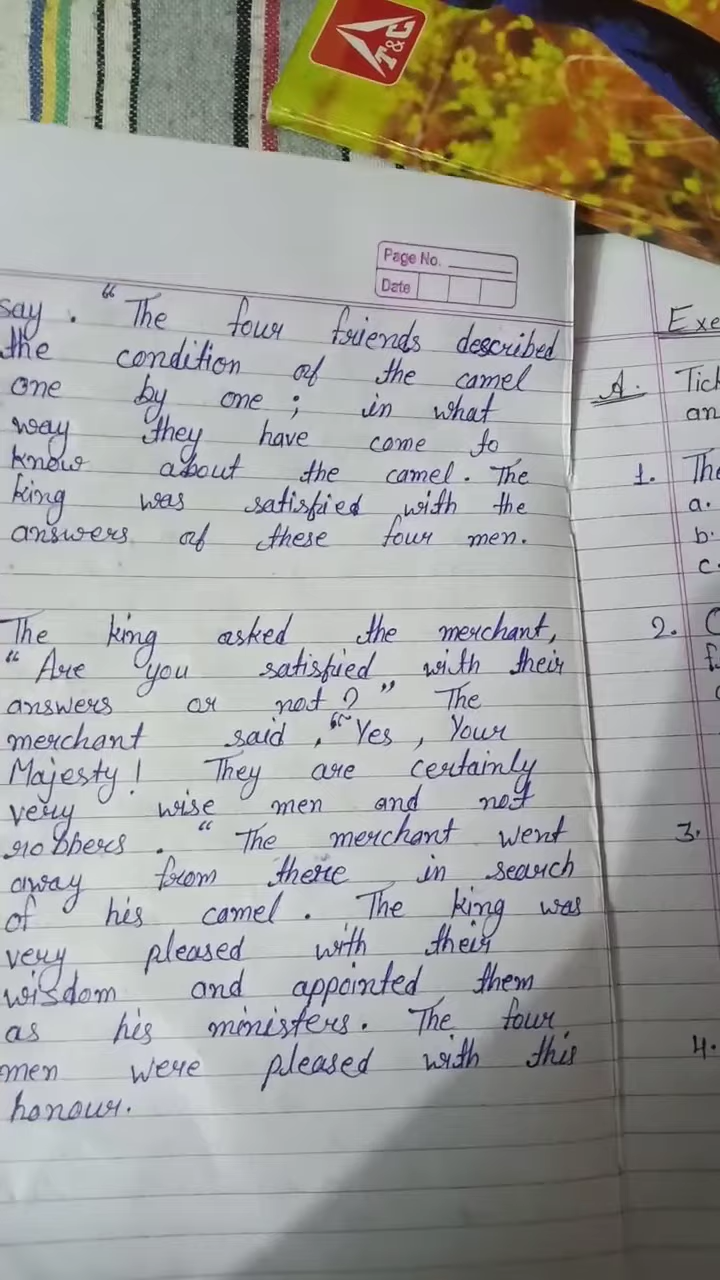 T&C
Page No.
Date
say . “ The four friends described
the condition of the camel
one by one ; in what
way they have come to
know about the camel. The
king was satisfied with the
answers of these four men.
The king asked the merchant,
“ Are you satisfied with their
answers or not ? ” The
merchant said , “ Yes , Your
Majesty ! They are certainly
very wise men and not
robbers . “ The merchant went
away from there in search
of his camel . The king was
very pleased with their
wisdom and appointed them
as his ministers. The four
men were pleased with this
honour.
Exe
A. Tick
an
1. The
a.
b.
c.
2.
3.
4.